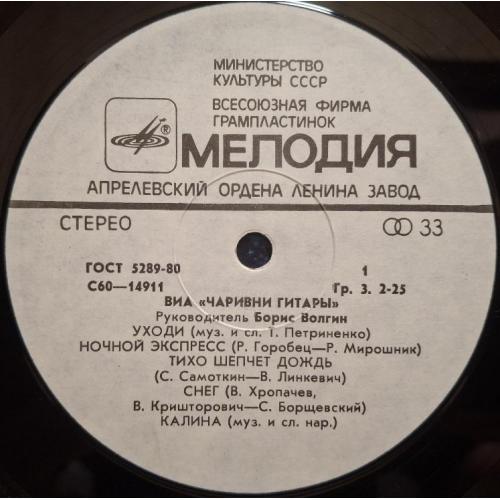 МИНИСТЕРСТВО
КУЛЬТУРЫ СССР
ВСЕСОЮЗНАЯ ФИРМА
ГРАМПЛАСТИНОК
®
МЕЛОДИЯ
АПРЕЛЕВСКИЙ ОРДЕНА ЛЕНИНА ЗАВОД
СТЕРЕО 33
ГОСТ 5289-80 1
С60—14911 Гр. 3. 2-25
ВИА «ЧАРИВНИ ГИТАРЫ»
Руководитель Борис Волгин
УХОДИ (муз. и сл. Т. Петриненко)
НОЧНОЙ ЭКСПРЕСС (Р. Горобец—Р. Мирошник)
ТИХО ШЕПЧЕТ ДОЖДЬ
(С. Самоткин—В. Линкевич)
СНЕГ (В. Хропачев,
В. Кришторович—С. Борщевский)
КАЛИНА (муз. и сл. нар.)